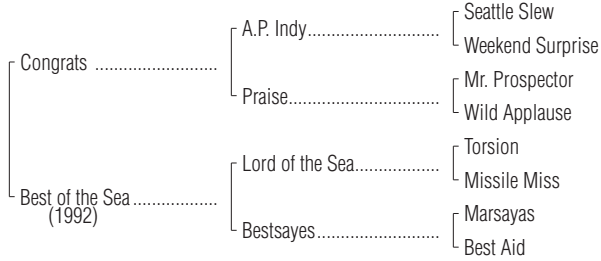 Seattle Slew
A.P. Indy
Weekend Surprise
Congrats
Mr. Prospector
Praise
Wild Applause
Torsion
Lord of the Sea
Missile Miss
Best of the Sea
(1992)
Marsayas
Bestsayes
Best Aid